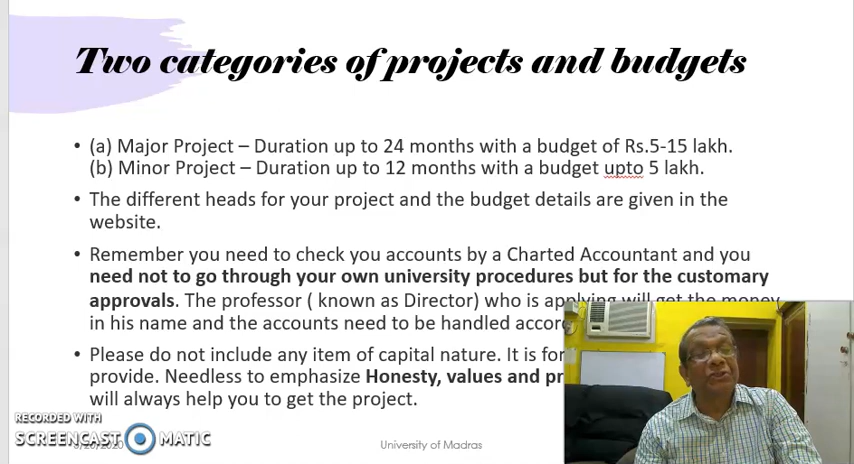 Two categories of projects and budgets
• (a) Major Project – Duration up to 24 months with a budget of Rs.5-15 lakh.
(b) Minor Project – Duration up to 12 months with a budget upto 5 lakh.
• The different heads for your project and the budget details are given in the
website.
• Remember you need to check you accounts by a Charted Accountant and you
need not to go through your own university procedures but for the customary
approvals. The professor ( known as Director) who is applying will get the money
in his name and the accounts need to be handled
• Please do not include any item of capital nature. It is for
provide. Needless to emphasize Honesty, values and
will always help you to get the project.
RECORDED WITH
SCREENCAST MATIC
University of Madras